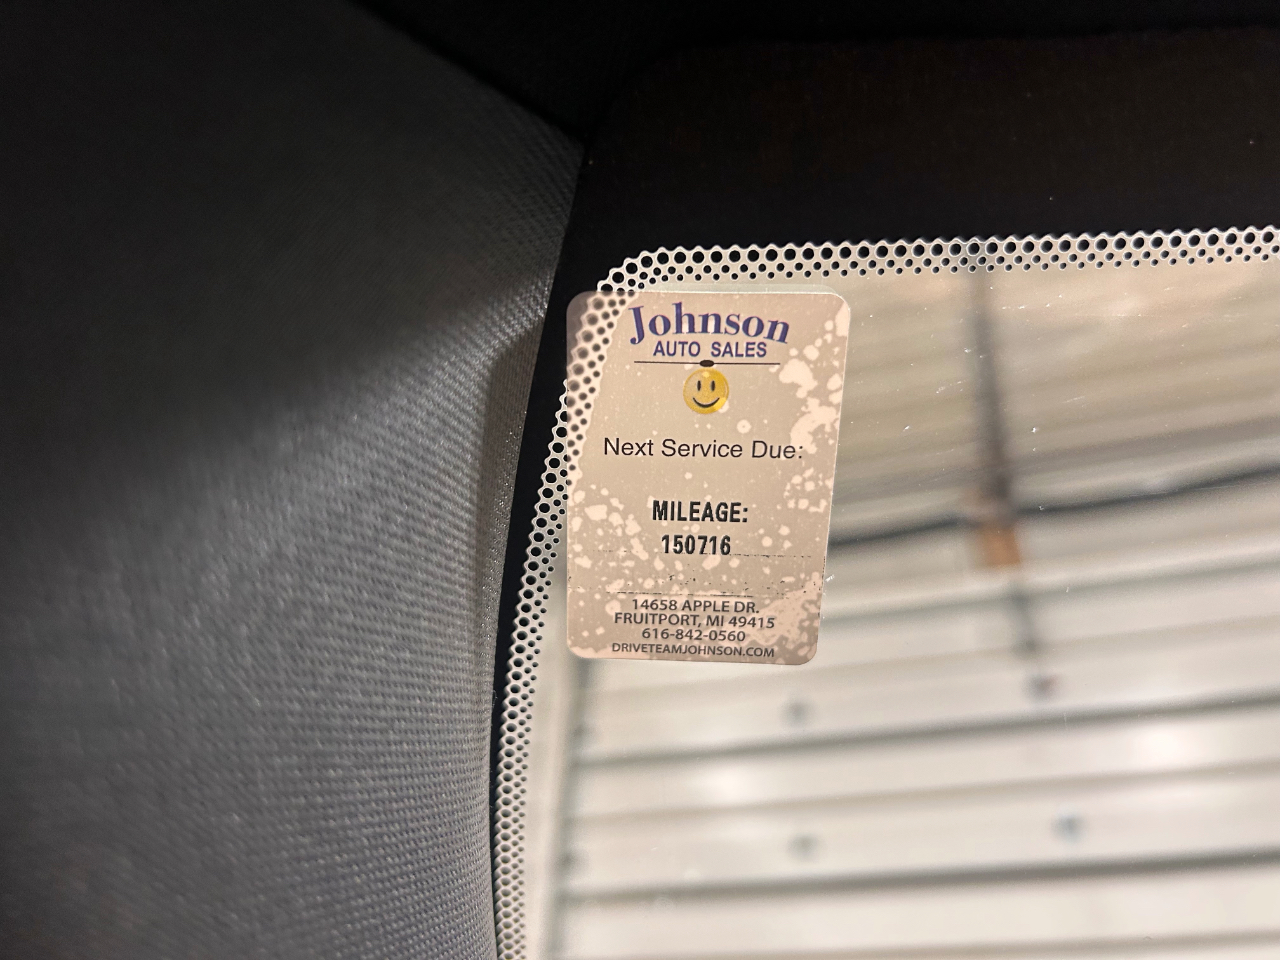 Johnson
AUTO SALES
Next Service Due:
MILEAGE:
150716
14658 APPLE DR.
FRUITPORT, MI 49415
616-842-0560
DRIVETEAMJOHNSON.COM